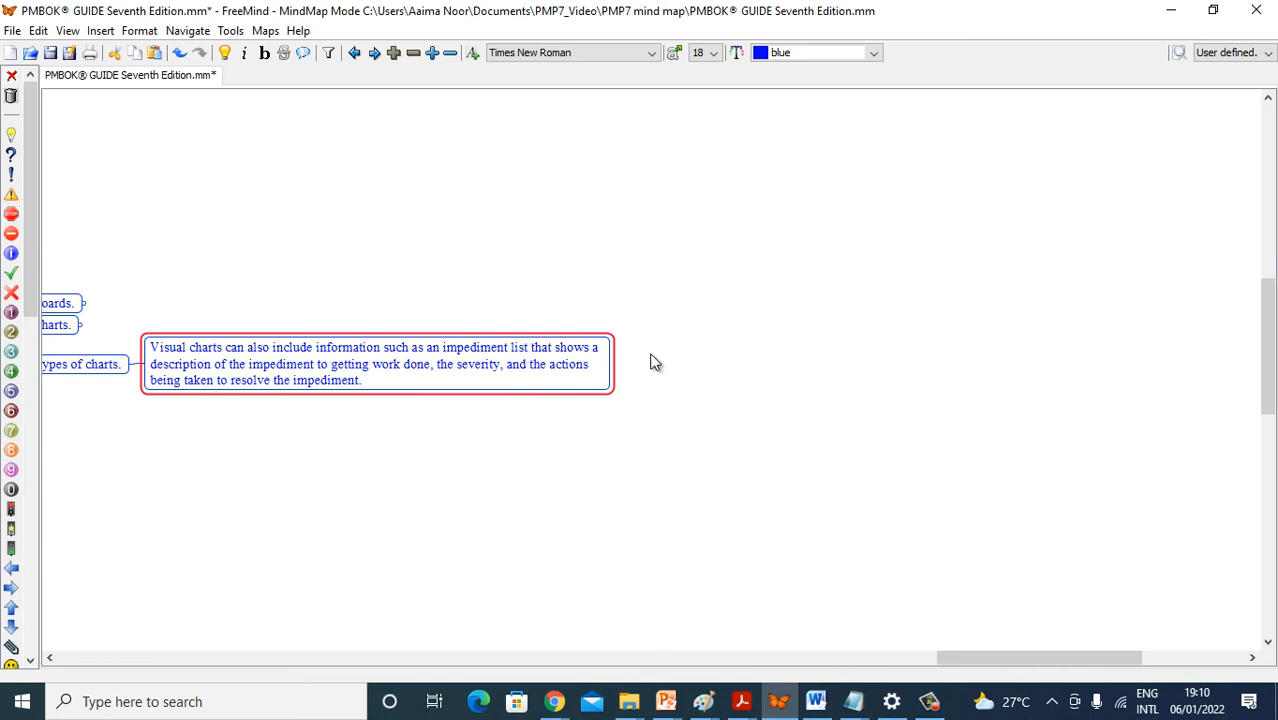 PMBOK® GUIDE Seventh Edition.mm* - FreeMind - MindMap Mode C:\Users\Aaima Noor\Documents\PMP7_Video\PMP7 mind map\PMBOK® GUIDE Seventh Edition.mm
File Edit View Insert Format Navigate Tools Maps Help
Times New Roman 18 blue User defined.
PMBOK® GUIDE Seventh Edition.mm*
oards.
harts.
ypes of charts.
Visual charts can also include information such as an impediment list that shows a
description of the impediment to getting work done, the severity, and the actions
being taken to resolve the impediment.
Type here to search
27°C
ENG
INTL
19:10
06/01/2022